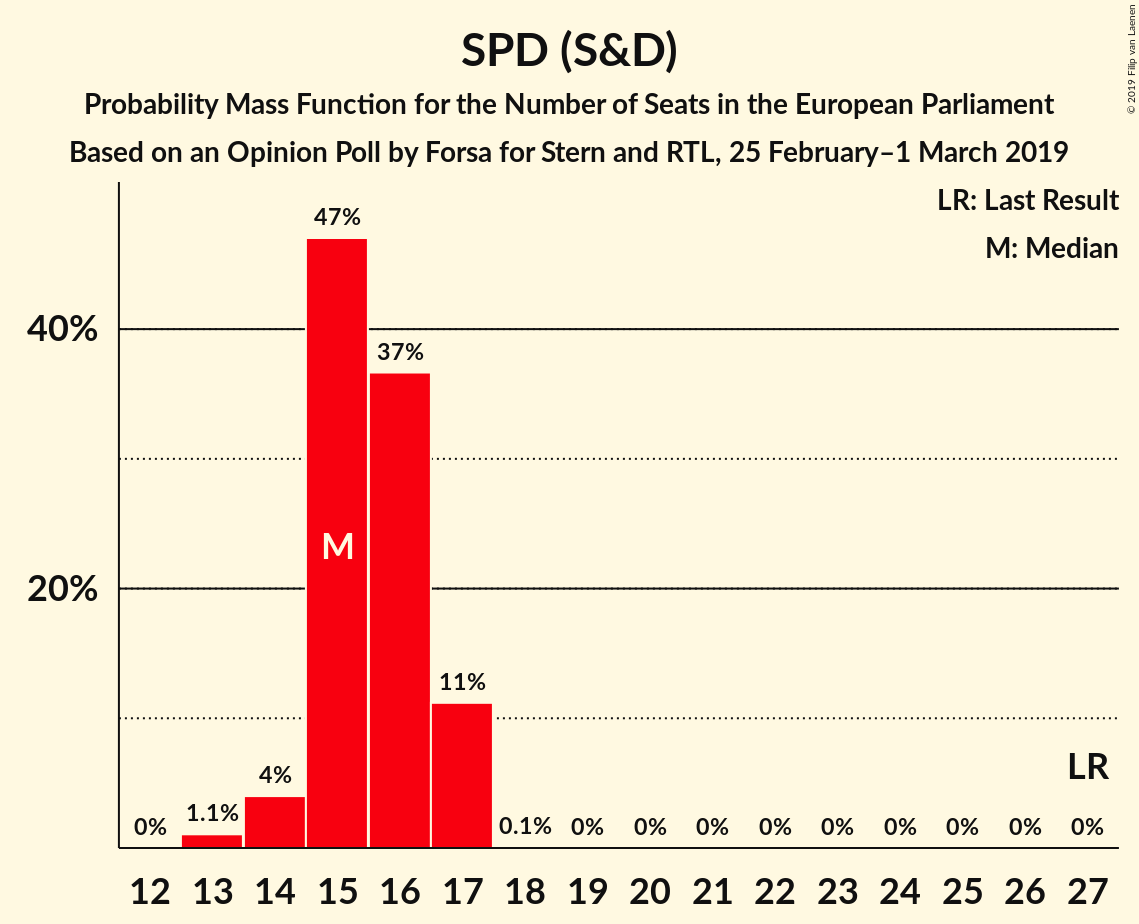 © 2019 Filip van Laenen
SPD (S&D)
Probability Mass Function for the Number of Seats in the European Parliament
Based on an Opinion Poll by Forsa for Stern and RTL, 25 February–1 March 2019
LR: Last Result
M: Median
47%
40%
37%
M
20%
11%
LR
4%
1.1%
0% 0.1% 0% 0% 0% 0% 0% 0% 0% 0% 0%
12 13 14 15 16 17 18 19 20 21 22 23 24 25 26 27